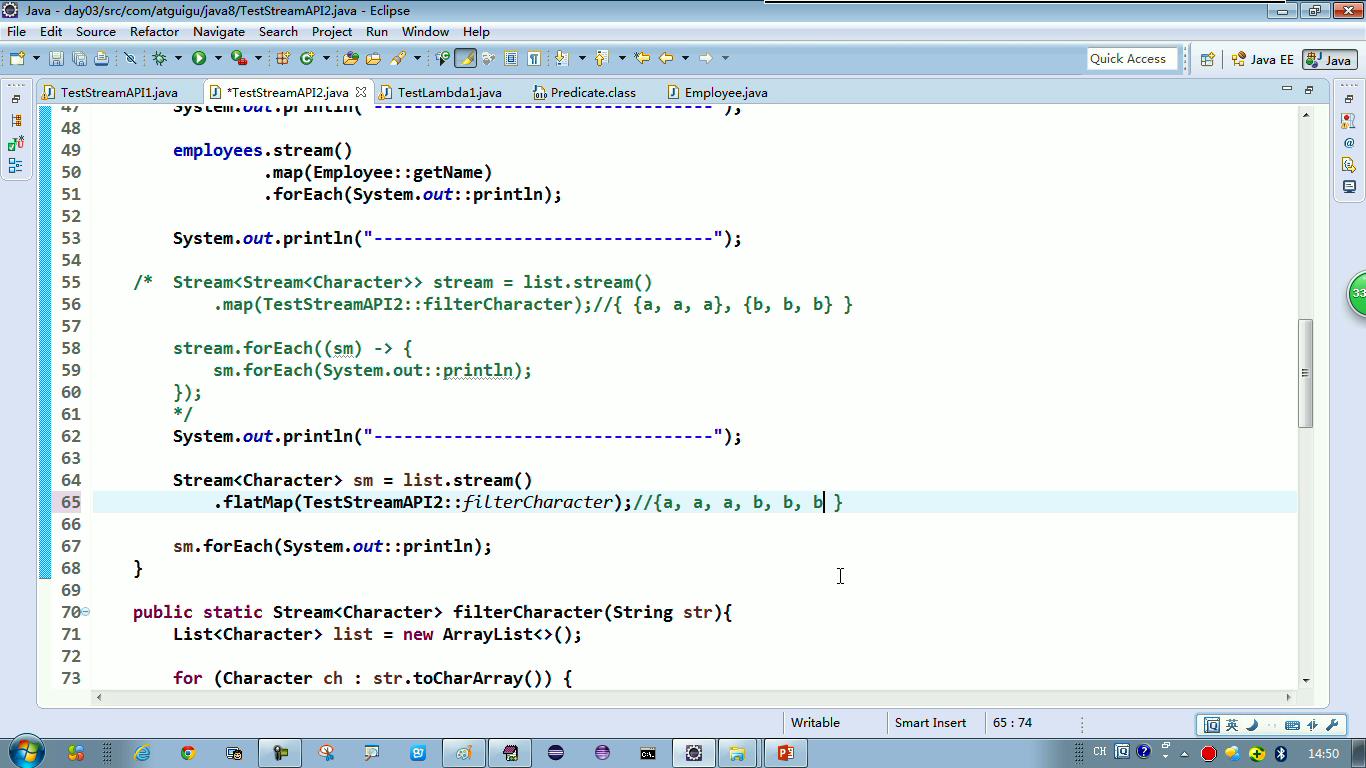 Java - day03/src/com/atguigu/java8/TestStreamAPI2.java - Eclipse
File Edit Source Refactor Navigate Search Project Run Window Help
Quick Access Java EE Java
TestStreamAPI1.java *TestStreamAPI2.java TestLambda1.java Predicate.class Employee.java
47 System.out.println("----------------------------------");
48
49 employees.stream()
50 .map(Employee::getName)
51 .forEach(System.out::println);
52
53 System.out.println("----------------------------------");
54
55 /* Stream<Stream<Character>> stream = list.stream()
56 .map(TestStreamAPI2::filterCharacter);//{ {a, a, a}, {b, b, b} }
57
58 stream.forEach((sm) -> {
59 sm.forEach(System.out::println);
60 });
61 */
62 System.out.println("----------------------------------");
63
64 Stream<Character> sm = list.stream()
65 .flatMap(TestStreamAPI2::filterCharacter);//{a, a, a, b, b, b }
66
67 sm.forEach(System.out::println);
68 }
69
70 public static Stream<Character> filterCharacter(String str){
71 List<Character> list = new ArrayList<>();
72
73 for (Character ch : str.toCharArray()) {
33
Writable Smart Insert 65 : 74
英
CH 14:50